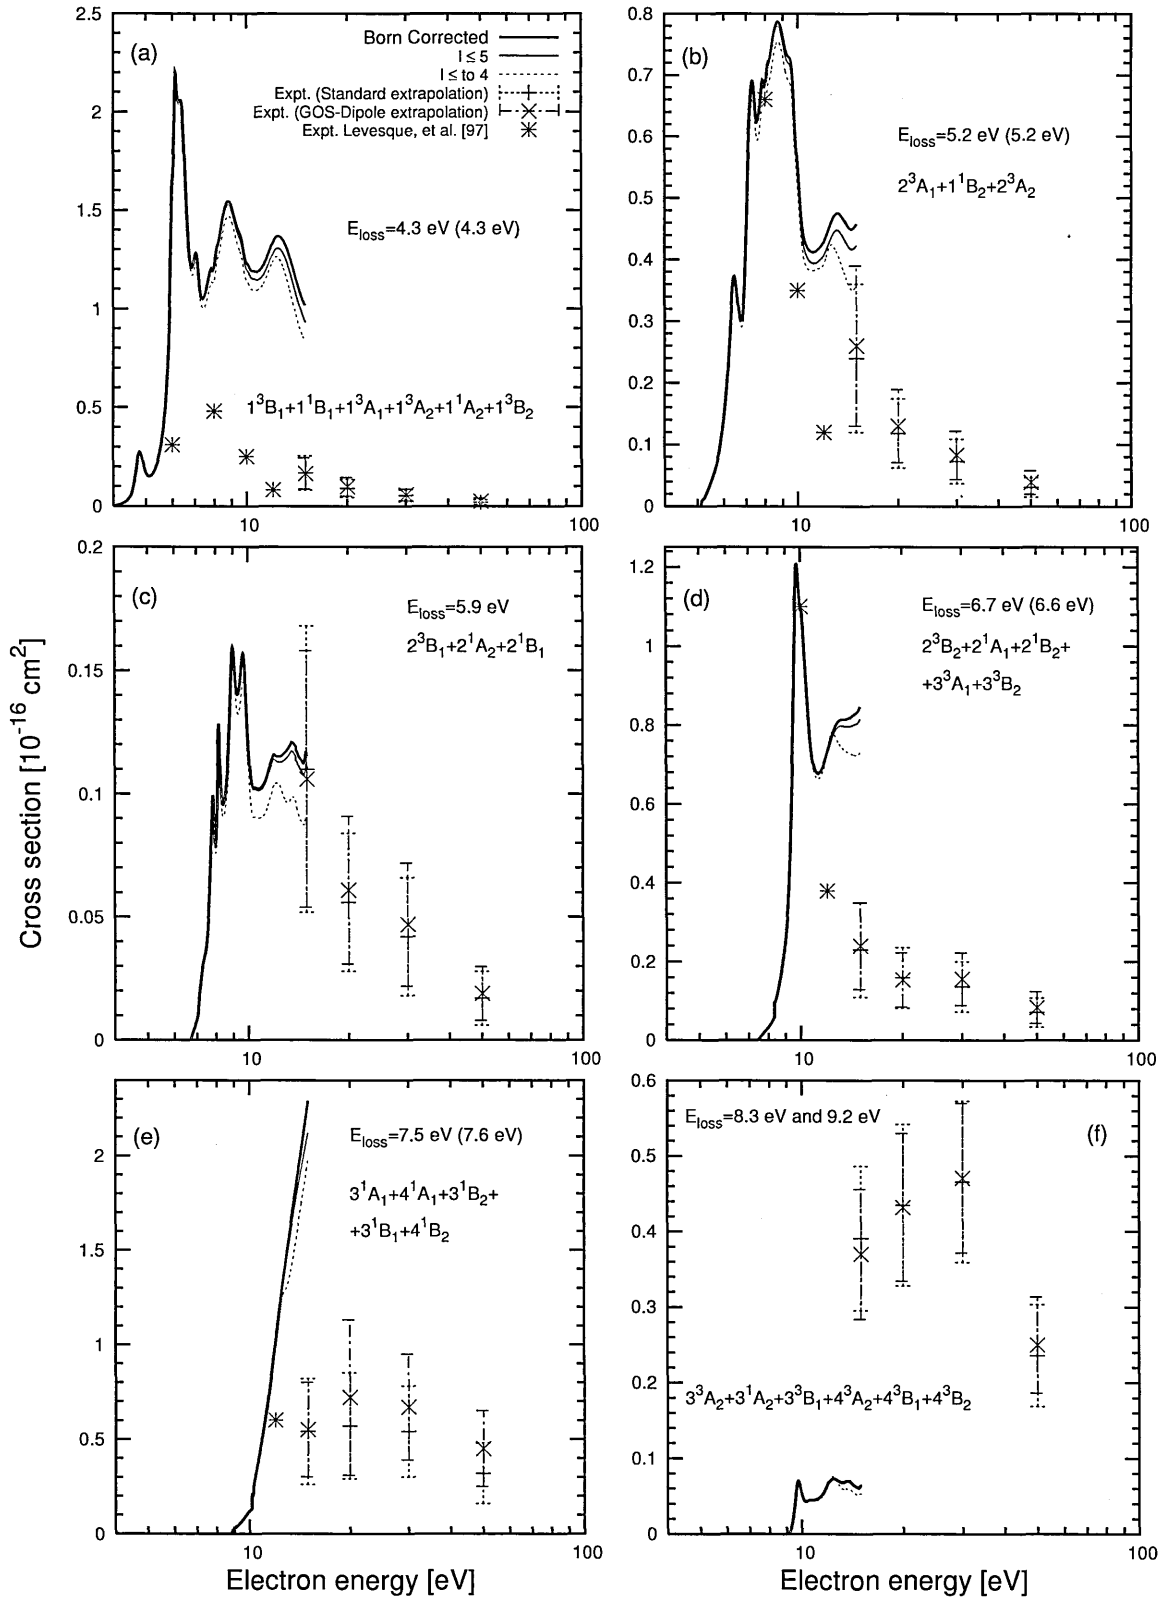 (a)
Born Corrected
l ≤ 5
l ≤ to 4
Expt. (Standard extrapolation)
Expt. (GOS-Dipole extrapolation)
Expt. Levesque, et al. [97]
E_loss=4.3 eV (4.3 eV)
1³B₁+1¹B₁+1³A₁+1³A₂+1¹A₂+1³B₂
2.5
2
1.5
1
0.5
0
10
100
(b)
E_loss=5.2 eV (5.2 eV)
2³A₁+1¹B₂+2³A₂
0.8
0.7
0.6
0.5
0.4
0.3
0.2
0.1
0
10
100
(c)
E_loss=5.9 eV
2³B₁+2¹A₂+2¹B₁
0.2
0.15
0.1
0.05
0
10
100
(d)
E_loss=6.7 eV (6.6 eV)
2³B₂+2¹A₁+2¹B₂+
+3³A₁+3³B₂
1.2
1
0.8
0.6
0.4
0.2
0
10
100
Cross section [10⁻¹⁶ cm²]
(e)
E_loss=7.5 eV (7.6 eV)
3¹A₁+4¹A₁+3¹B₂+
+3¹B₁+4¹B₂
2
1.5
1
0.5
0
10
100
Electron energy [eV]
E_loss=8.3 eV and 9.2 eV
(f)
3³A₂+3¹A₂+3³B₁+4³A₂+4³B₁+4³B₂
0.6
0.5
0.4
0.3
0.2
0.1
0
10
100
Electron energy [eV]